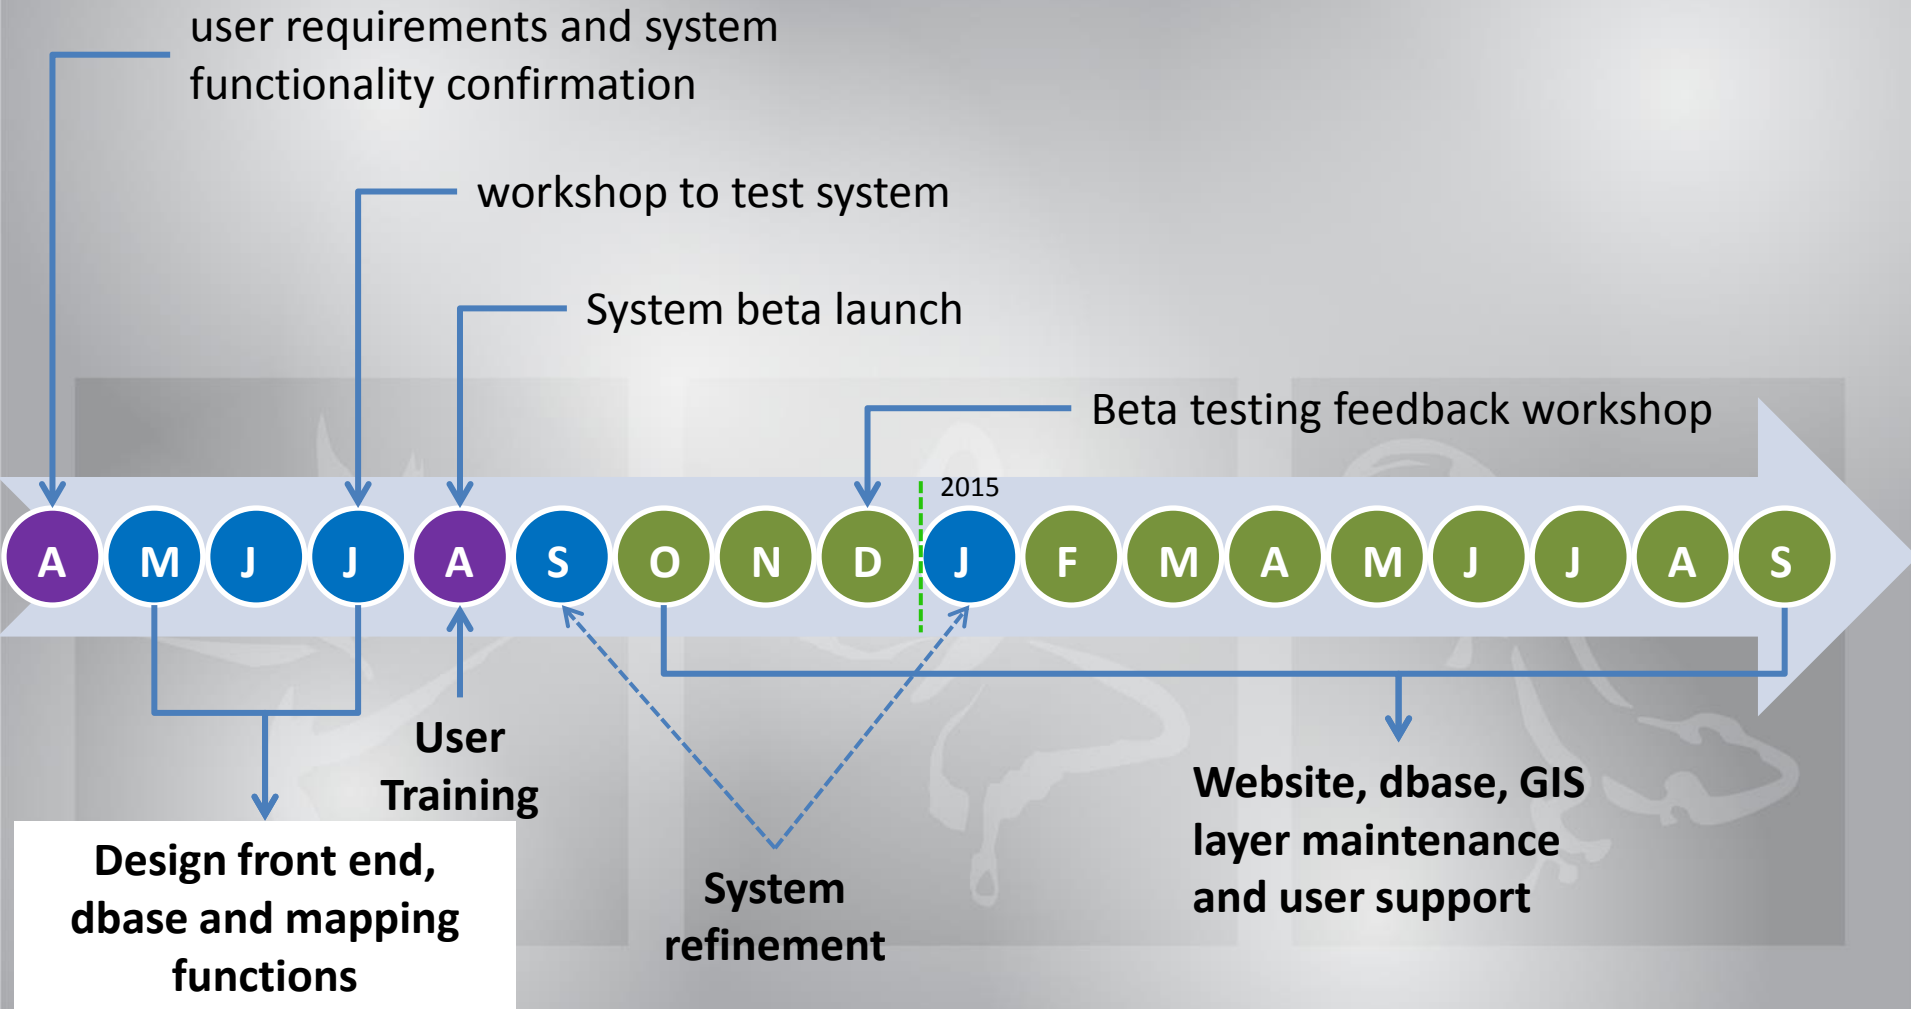 user requirements and system
functionality confirmation
workshop to test system
System beta launch
Beta testing feedback workshop
2015
A M J J A S O N D J F M A M J J A S
User
Training
Design front end,
dbase and mapping
functions
System
refinement
Website, dbase, GIS
layer maintenance
and user support